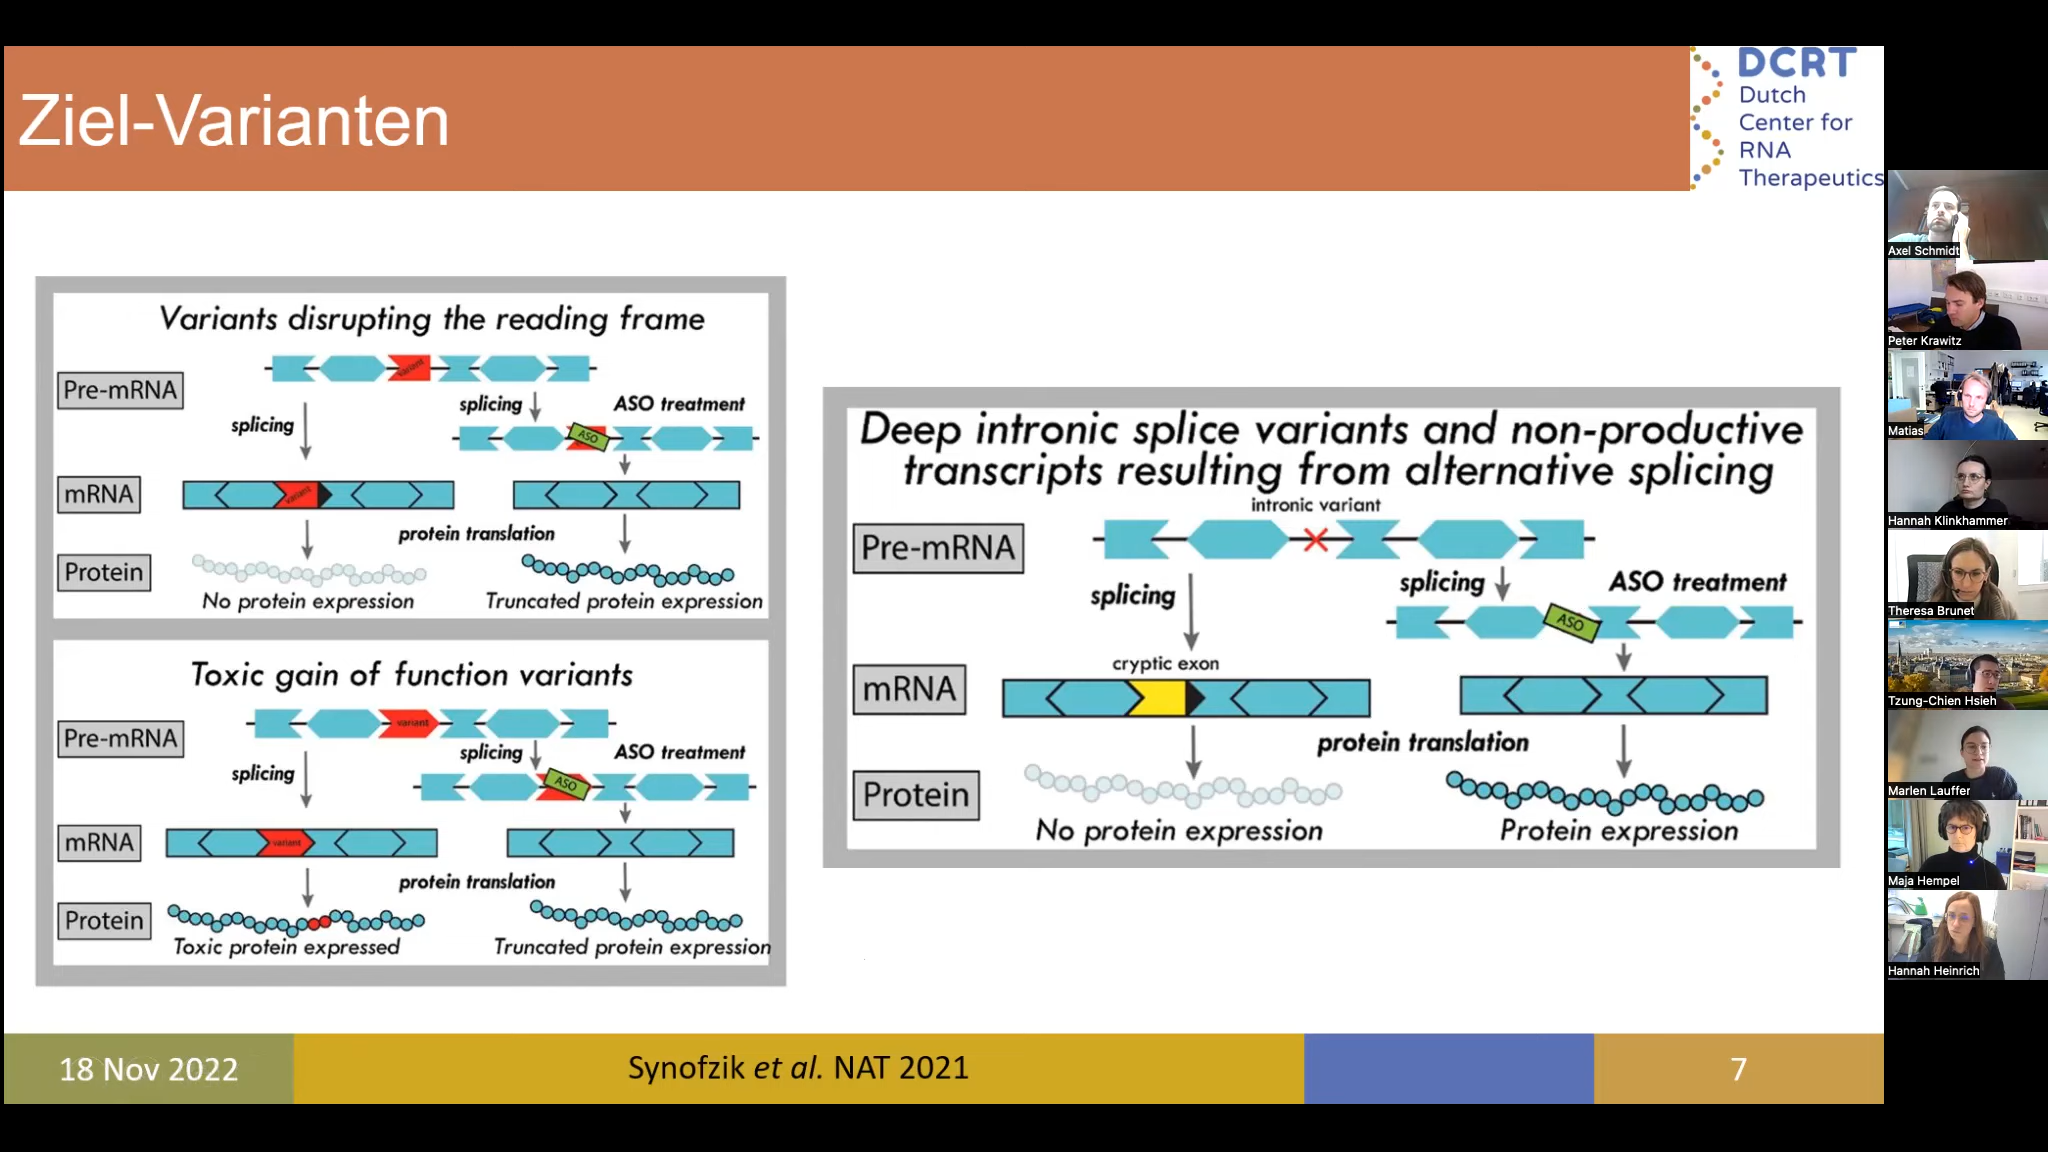 Ziel-Varianten
DCRT
Dutch
Center for
RNA
Therapeutics
Variants disrupting the reading frame
Pre-mRNA
variant
splicing
splicing
ASO treatment
ASO
mRNA
variant
protein translation
Protein
No protein expression
Truncated protein expression
Toxic gain of function variants
Pre-mRNA
variant
splicing
splicing
ASO treatment
ASO
mRNA
variant
protein translation
Protein
Toxic protein expressed
Truncated protein expression
Deep intronic splice variants and non-productive
transcripts resulting from alternative splicing
intronic variant
Pre-mRNA
splicing
splicing
ASO treatment
ASO
cryptic exon
mRNA
protein translation
Protein
No protein expression
Protein expression
18 Nov 2022
Synofzik et al. NAT 2021
7
Axel Schmidt
Peter Krawitz
Matias
Hannah Klinkhammer
Theresa Brunet
Tzung-Chien Hsieh
Marlen Lauffer
Maja Hempel
Hannah Heinrich